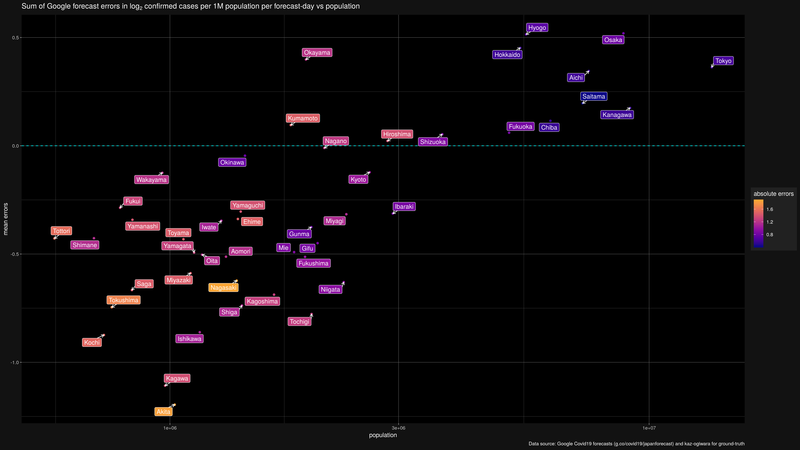 Sum of Google forecast errors in log₂ confirmed cases per 1M population per forecast-day vs population
0.5
0.0
-0.5
-1.0
mean errors
Hyogo
Osaka
Okayama
Hokkaido
Tokyo
Aichi
Saitama
Kanagawa
Kumamoto
Fukuoka
Chiba
Hiroshima
Nagano
Shizuoka
Okinawa
Wakayama
Kyoto
Fukui
Yamaguchi
Ibaraki
Yamanashi
Ehime
Miyagi
Iwate
Tottori
Toyama
Gunma
Shimane
Yamagata
Mie
Gifu
Aomori
Oita
Fukushima
Miyazaki
Saga
Nagasaki
Niigata
Tokushima
Kagoshima
Shiga
Tochigi
Ishikawa
Kochi
Kagawa
Akita
absolute errors
1.6
1.2
0.8
1e+06
3e+06
1e+07
population
Data source: Google Covid19 forecasts (g.co/covid19/japanforecast) and kaz-ogiwara for ground-truth